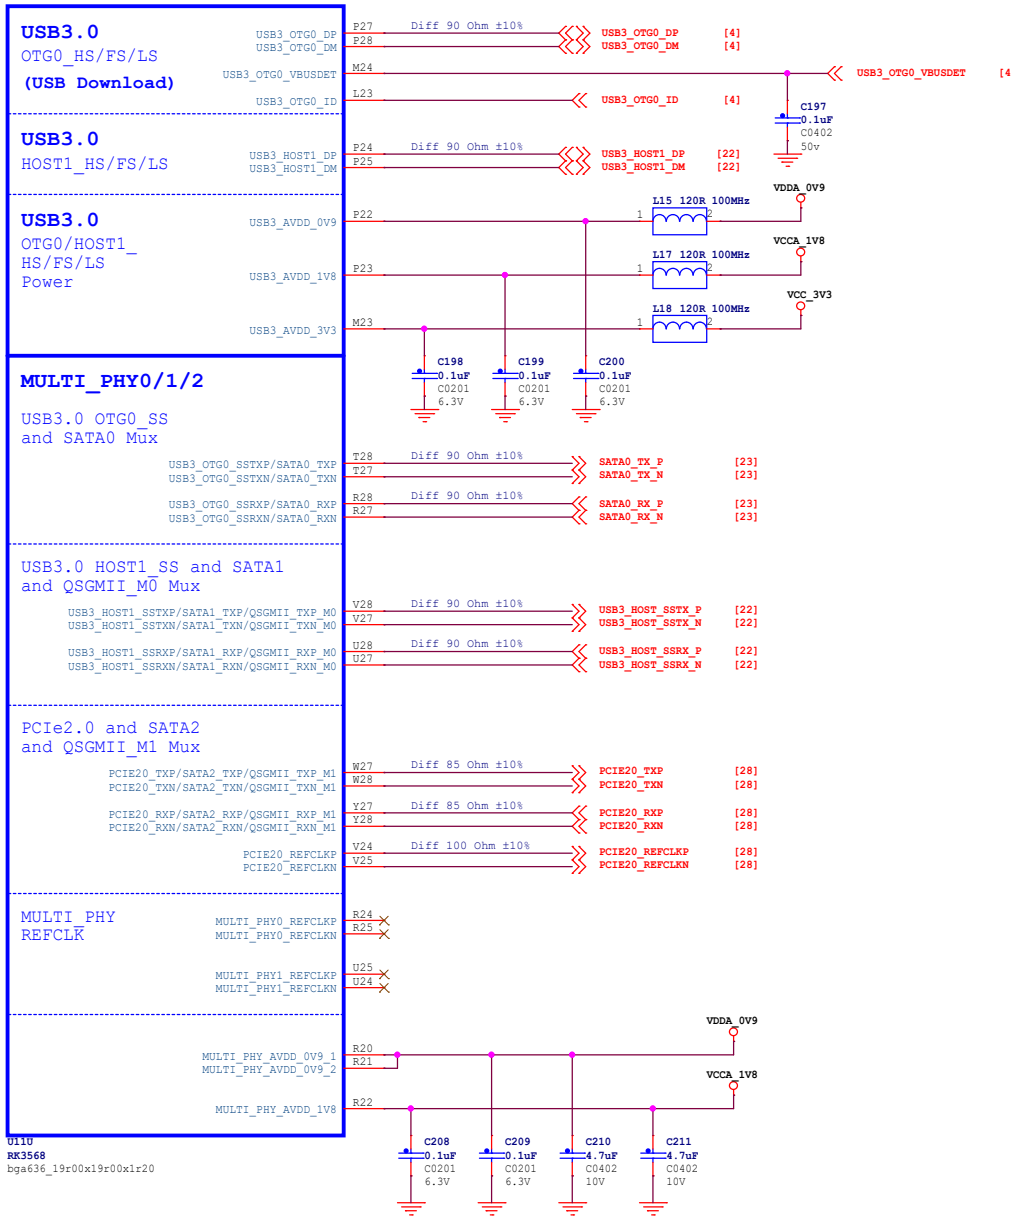 USB3.0
OTG0_HS/FS/LS
(USB Download)
USB3_OTG0_DP P27 Diff 90 Ohm ±10% USB3_OTG0_DP [4]
USB3_OTG0_DM P28 USB3_OTG0_DM [4]
USB3_OTG0_VBUSDET M24 USB3_OTG0_VBUSDET [4
USB3_OTG0_ID L23 USB3_OTG0_ID [4]
C197
0.1uF
C0402
50v
USB3.0
HOST1_HS/FS/LS
USB3_HOST1_DP P24 Diff 90 Ohm ±10% USB3_HOST1_DP [22]
USB3_HOST1_DM P25 USB3_HOST1_DM [22]
USB3.0
OTG0/HOST1_
HS/FS/LS
Power
USB3_AVDD_0V9 P22 1 L15 120R 100MHz 2 VDDA_0V9
USB3_AVDD_1V8 P23 1 L17 120R 100MHz 2 VCCA_1V8
USB3_AVDD_3V3 M23 1 L18 120R 100MHz 2 VCC_3V3
C198 C199 C200
0.1uF 0.1uF 0.1uF
C0201 C0201 C0201
6.3V 6.3V 6.3V
MULTI_PHY0/1/2
USB3.0 OTG0_SS
and SATA0 Mux
USB3_OTG0_SSTXP/SATA0_TXP T28 Diff 90 Ohm ±10% SATA0_TX_P [23]
USB3_OTG0_SSTXN/SATA0_TXN T27 SATA0_TX_N [23]
USB3_OTG0_SSRXP/SATA0_RXP R28 Diff 90 Ohm ±10% SATA0_RX_P [23]
USB3_OTG0_SSRXN/SATA0_RXN R27 SATA0_RX_N [23]
USB3.0 HOST1_SS and SATA1
and QSGMII_M0 Mux
USB3_HOST1_SSTXP/SATA1_TXP/QSGMII_TXP_M0 V28 Diff 90 Ohm ±10% USB3_HOST_SSTX_P [22]
USB3_HOST1_SSTXN/SATA1_TXN/QSGMII_TXN_M0 V27 USB3_HOST_SSTX_N [22]
USB3_HOST1_SSRXP/SATA1_RXP/QSGMII_RXP_M0 U28 Diff 90 Ohm ±10% USB3_HOST_SSRX_P [22]
USB3_HOST1_SSRXN/SATA1_RXN/QSGMII_RXN_M0 U27 USB3_HOST_SSRX_N [22]
PCIe2.0 and SATA2
and QSGMII_M1 Mux
PCIE20_TXP/SATA2_TXP/QSGMII_TXP_M1 W27 Diff 85 Ohm ±10% PCIE20_TXP [28]
PCIE20_TXN/SATA2_TXN/QSGMII_TXN_M1 W28 PCIE20_TXN [28]
PCIE20_RXP/SATA2_RXP/QSGMII_RXP_M1 Y27 Diff 85 Ohm ±10% PCIE20_RXP [28]
PCIE20_RXN/SATA2_RXN/QSGMII_RXN_M1 Y28 PCIE20_RXN [28]
PCIE20_REFCLKP V24 Diff 100 Ohm ±10% PCIE20_REFCLKP [28]
PCIE20_REFCLKN V25 PCIE20_REFCLKN [28]
MULTI_PHY
REFCLK
MULTI_PHY0_REFCLKP R24
MULTI_PHY0_REFCLKN R25
MULTI_PHY1_REFCLKP U25
MULTI_PHY1_REFCLKN U24
VDDA_0V9
MULTI_PHY_AVDD_0V9_1 R20
MULTI_PHY_AVDD_0V9_2 R21
VCCA_1V8
MULTI_PHY_AVDD_1V8 R22
C208 C209 C210 C211
0.1uF 0.1uF 4.7uF 4.7uF
C0201 C0201 C0402 C0402
6.3V 6.3V 10V 10V
U11U
RK3568
bga636_19r00x19r00x1r20